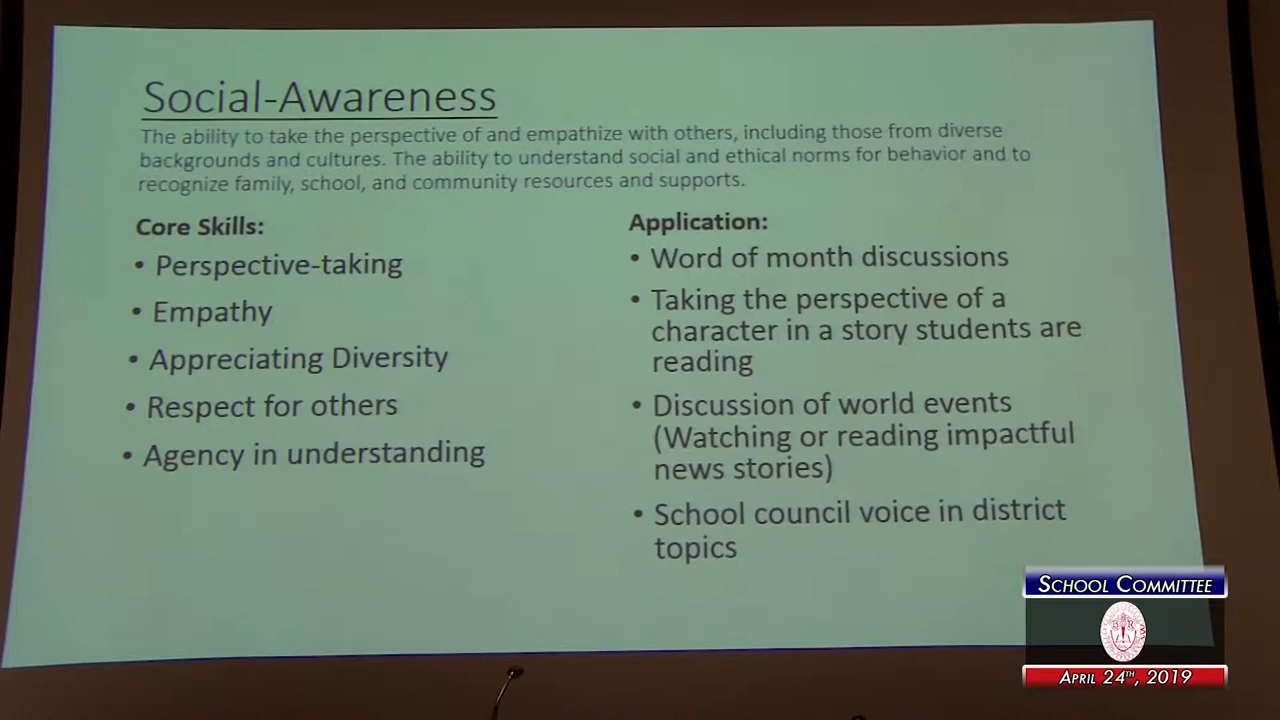 Social-Awareness
The ability to take the perspective of and empathize with others, including those from diverse
backgrounds and cultures. The ability to understand social and ethical norms for behavior and to
recognize family, school, and community resources and supports.
Core Skills:
• Perspective-taking
• Empathy
• Appreciating Diversity
• Respect for others
• Agency in understanding
Application:
• Word of month discussions
• Taking the perspective of a
character in a story students are
reading
• Discussion of world events
(Watching or reading impactful
news stories)
• School council voice in district
topics
SCHOOL COMMITTEE
B R
APRIL 24TH, 2019